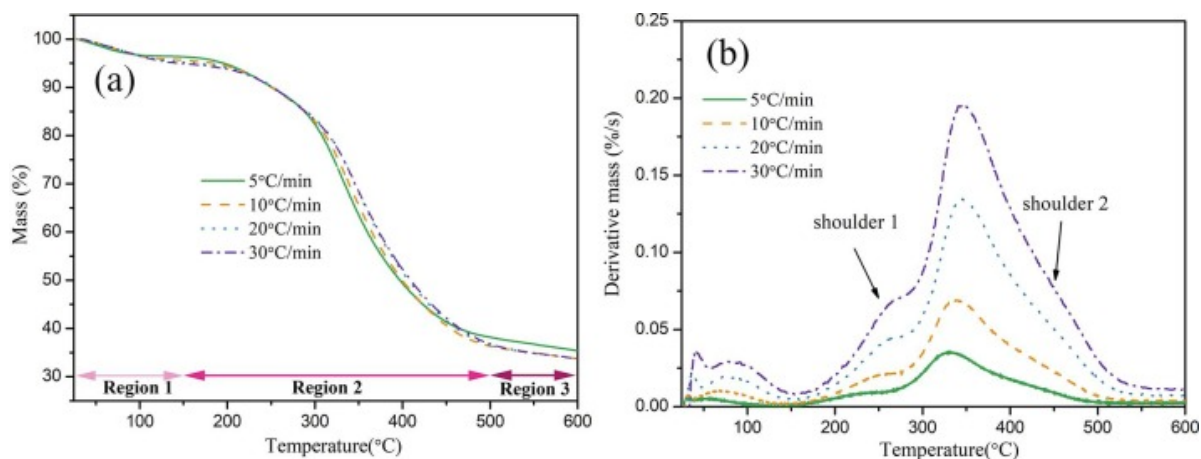 (a)
100
90
80
70
60
50
40
30
Mass (%)
5°C/min
10°C/min
20°C/min
30°C/min
Region 1
Region 2
Region 3
100 200 300 400 500 600
Temperature(°C)
(b)
0.25
0.20
0.15
0.10
0.05
0.00
Derivative mass (%/s)
5°C/min
10°C/min
20°C/min
30°C/min
shoulder 1
shoulder 2
100 200 300 400 500 600
Temperature(°C)